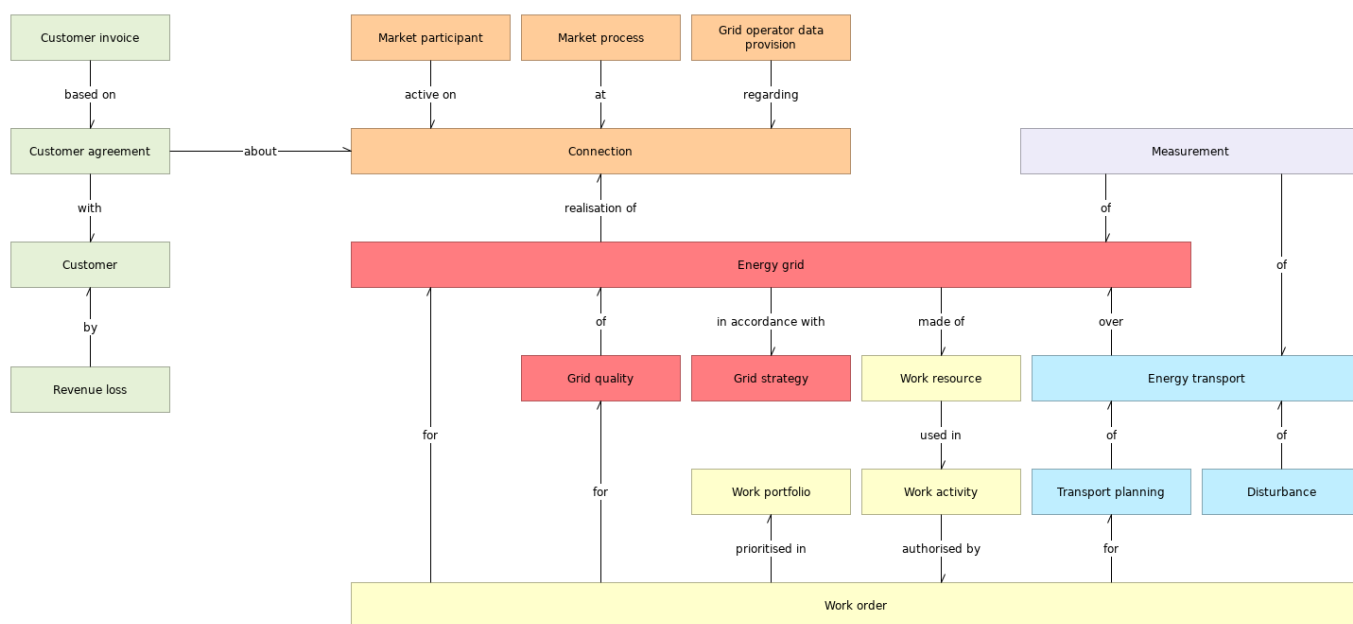 Customer invoice
Market participant
Market process
Grid operator data
provision
based on
active on
at
regarding
Customer agreement
about
Connection
Measurement
with
realisation of
of
Customer
Energy grid
of
by
of
in accordance with
made of
over
Revenue loss
Grid quality
Grid strategy
Work resource
Energy transport
for
used in
of
of
for
Work portfolio
Work activity
Transport planning
Disturbance
prioritised in
authorised by
for
Work order